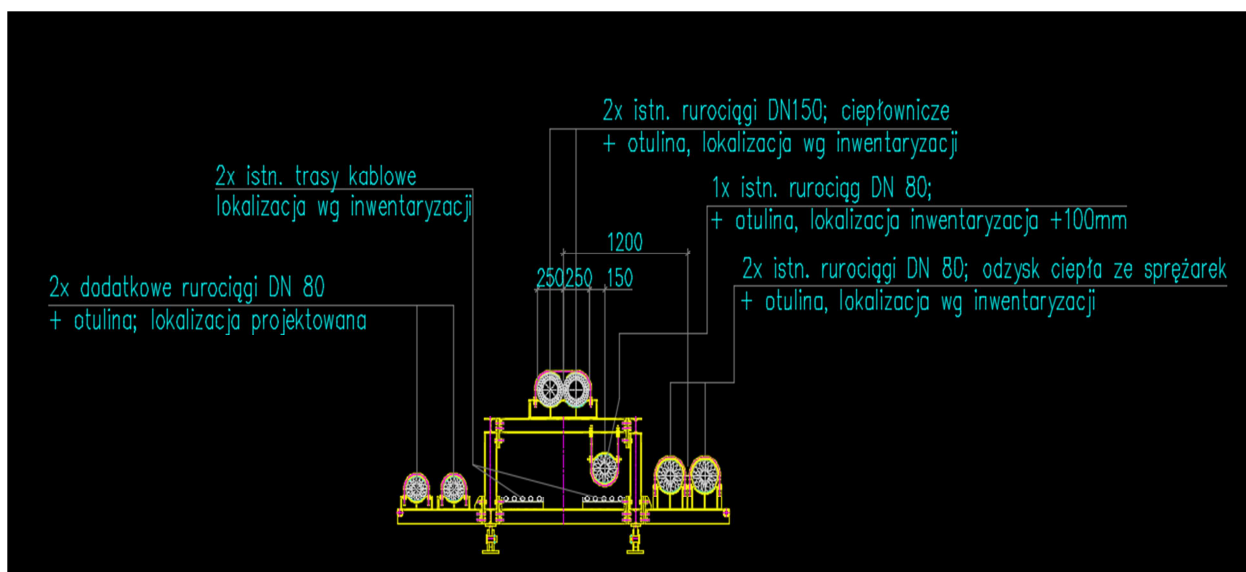 2x istn. rurociągi DN150; ciepłownicze
+ otulina, lokalizacja wg inwentaryzacji
2x istn. trasy kablowe
lokalizacja wg inwentaryzacji
1x istn. rurociąg DN 80;
+ otulina, lokalizacja inwentaryzacja +100mm
1200
250 250 150
2x istn. rurociągi DN 80; odzysk ciepła ze sprężarek
+ otulina, lokalizacja wg inwentaryzacji
2x dodatkowe rurociągi DN 80
+ otulina; lokalizacja projektowana